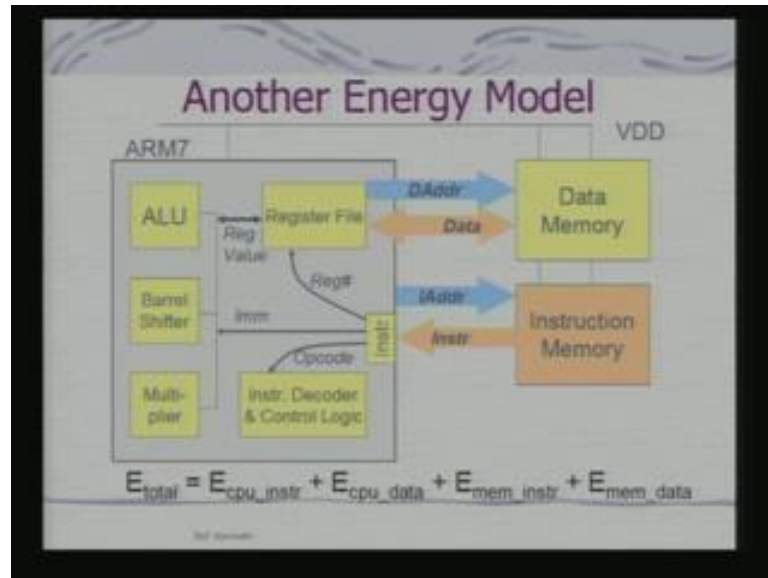 Another Energy Model
VDD
ARM7
ALU
Register File
DAddr
Data
Data
Memory
Reg
Value
Reg#
Barrel
Shifter
Imm
Instr
IAddr
Instr
Instruction
Memory
Opcode
Multi-
plier
Instr. Decoder
& Control Logic
E_total = E_cpu_instr + E_cpu_data + E_mem_instr + E_mem_data